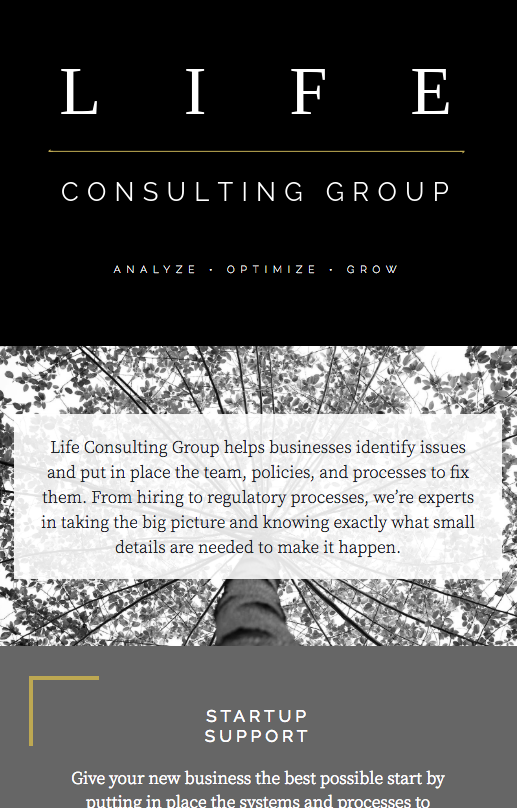 LIFE
CONSULTING GROUP
ANALYZE • OPTIMIZE • GROW
Life Consulting Group helps businesses identify issues
and put in place the team, policies, and processes to fix
them. From hiring to regulatory processes, we’re experts
in taking the big picture and knowing exactly what small
details are needed to make it happen.
STARTUP
SUPPORT
Give your new business the best possible start by
putting in place the systems and processes to